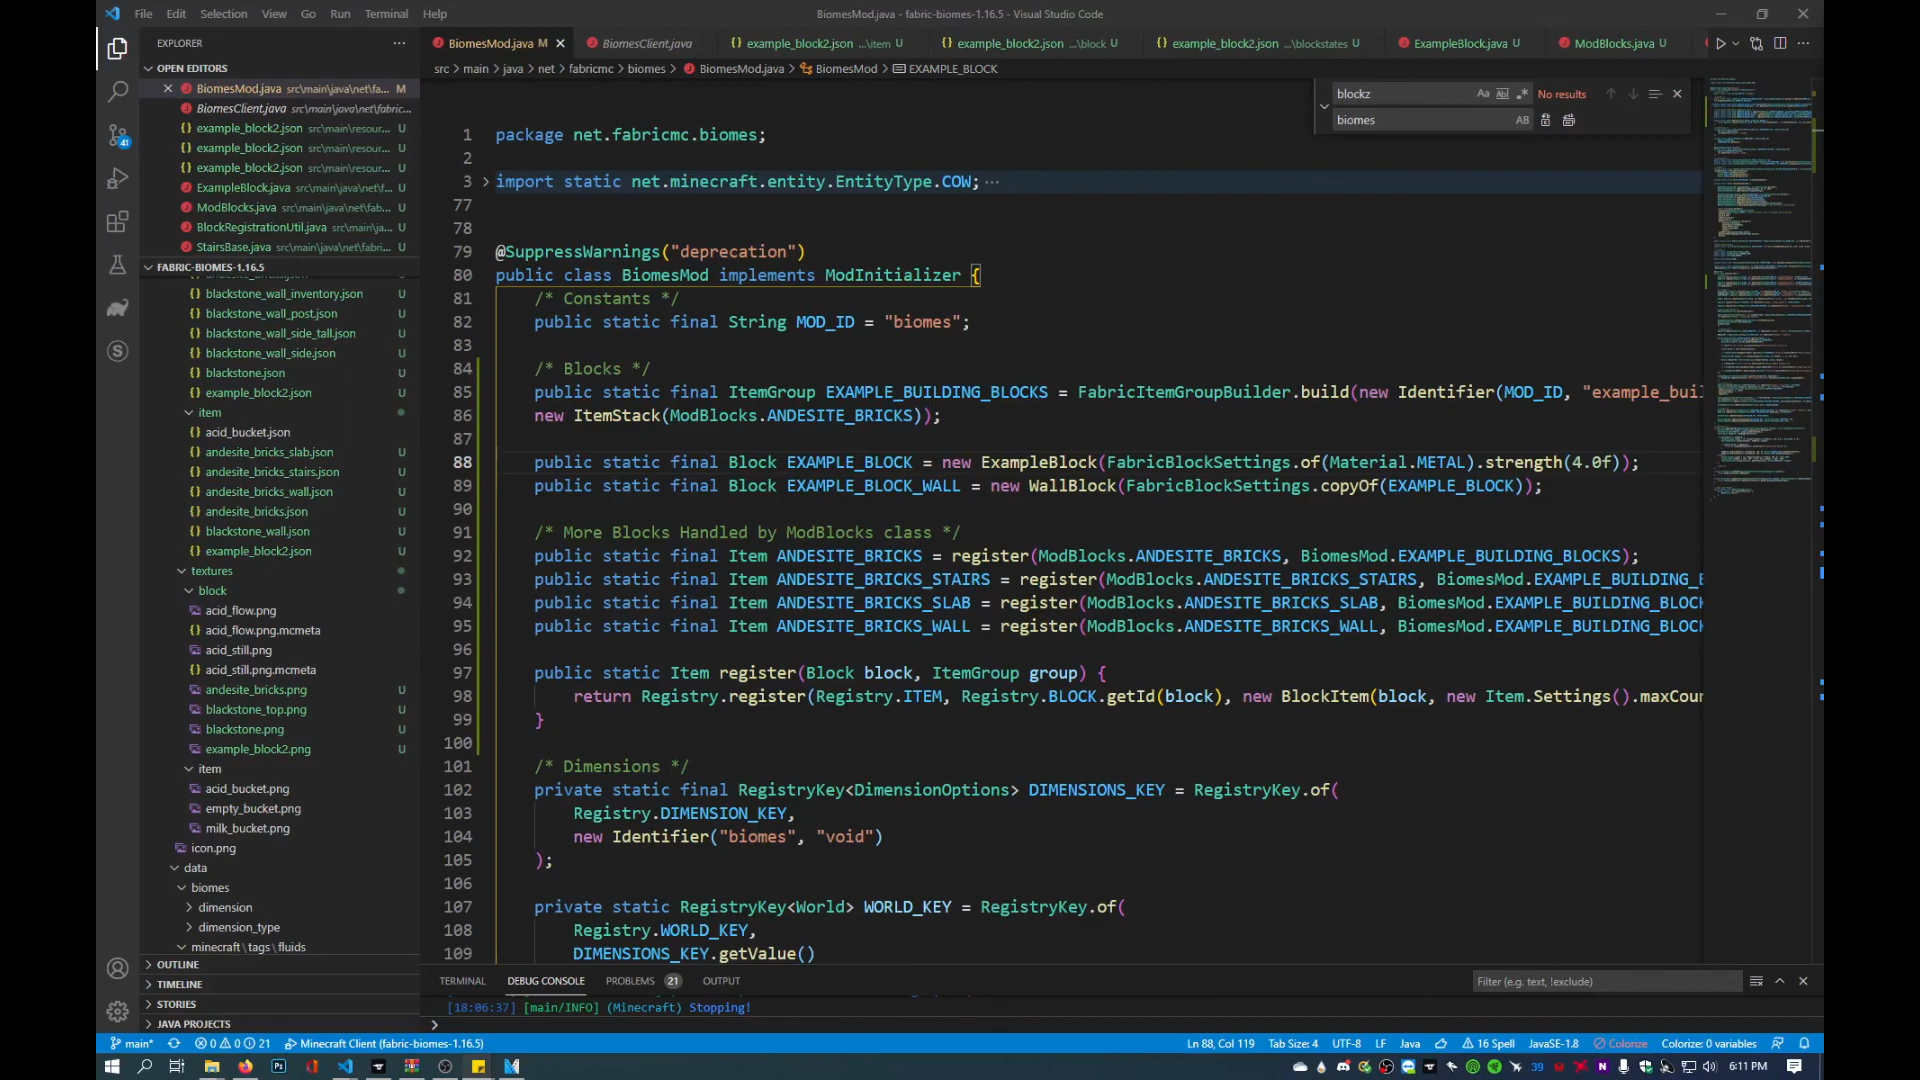 File Edit Selection View Go Run Terminal Help
BiomesMod.java - fabric-biomes-1.16.5 - Visual Studio Code
EXPLORER
OPEN EDITORS
BiomesMod.java src\main\java\net\fa... M
BiomesClient.java src\main\java\net\fabric...
example_block2.json src\main\resour... U
example_block2.json src\main\resour... U
example_block2.json src\main\resour... U
ExampleBlock.java src\main\java\net\f... U
ModBlocks.java src\main\java\net\fab... U
BlockRegistrationUtil.java src\main\ja... U
StairsBase.java src\main\java\net\fabri... U
FABRIC-BIOMES-1.16.5
blackstone_wall_inventory.json U
blackstone_wall_post.json U
blackstone_wall_side_tall.json U
blackstone_wall_side.json U
blackstone.json U
example_block2.json U
item
acid_bucket.json
andesite_bricks_slab.json U
andesite_bricks_stairs.json U
andesite_bricks_wall.json U
andesite_bricks.json U
blackstone_wall.json U
example_block2.json U
textures
block
acid_flow.png
acid_flow.png.mcmeta
acid_still.png
acid_still.png.mcmeta
andesite_bricks.png U
blackstone_top.png U
blackstone.png U
example_block2.png U
item
acid_bucket.png
empty_bucket.png
milk_bucket.png
icon.png
data
biomes
dimension
dimension_type
minecraft\tags\fluids
OUTLINE
TIMELINE
STORIES
JAVA PROJECTS
41
BiomesMod.java M
BiomesClient.java
example_block2.json ...\item U
example_block2.json ...\block U
example_block2.json ...\blockstates U
ExampleBlock.java U
ModBlocks.java U
src > main > java > net > fabricmc > biomes > BiomesMod.java > BiomesMod > EXAMPLE_BLOCK
blockz Aa Ab .* No results
biomes AB
1 package net.fabricmc.biomes;
2
3 import static net.minecraft.entity.EntityType.COW; ...
77
78
79 @SuppressWarnings("deprecation")
80 public class BiomesMod implements ModInitializer {
81 /* Constants */
82 public static final String MOD_ID = "biomes";
83
84 /* Blocks */
85 public static final ItemGroup EXAMPLE_BUILDING_BLOCKS = FabricItemGroupBuilder.build(new Identifier(MOD_ID, "example_buil
86 new ItemStack(ModBlocks.ANDESITE_BRICKS));
87
88 public static final Block EXAMPLE_BLOCK = new ExampleBlock(FabricBlockSettings.of(Material.METAL).strength(4.0f));
89 public static final Block EXAMPLE_BLOCK_WALL = new WallBlock(FabricBlockSettings.copyOf(EXAMPLE_BLOCK));
90
91 /* More Blocks Handled by ModBlocks class */
92 public static final Item ANDESITE_BRICKS = register(ModBlocks.ANDESITE_BRICKS, BiomesMod.EXAMPLE_BUILDING_BLOCKS);
93 public static final Item ANDESITE_BRICKS_STAIRS = register(ModBlocks.ANDESITE_BRICKS_STAIRS, BiomesMod.EXAMPLE_BUILDING_B
94 public static final Item ANDESITE_BRICKS_SLAB = register(ModBlocks.ANDESITE_BRICKS_SLAB, BiomesMod.EXAMPLE_BUILDING_BLOCK
95 public static final Item ANDESITE_BRICKS_WALL = register(ModBlocks.ANDESITE_BRICKS_WALL, BiomesMod.EXAMPLE_BUILDING_BLOCK
96
97 public static Item register(Block block, ItemGroup group) {
98 return Registry.register(Registry.ITEM, Registry.BLOCK.getId(block), new BlockItem(block, new Item.Settings().maxCou
99 }
100
101 /* Dimensions */
102 private static final RegistryKey<DimensionOptions> DIMENSIONS_KEY = RegistryKey.of(
103 Registry.DIMENSION_KEY,
104 new Identifier("biomes", "void")
105 );
106
107 private static RegistryKey<World> WORLD_KEY = RegistryKey.of(
108 Registry.WORLD_KEY,
109 DIMENSIONS_KEY.getValue()
TERMINAL DEBUG CONSOLE PROBLEMS 21 OUTPUT
Filter (e.g. text, !exclude)
[18:06:37] [main/INFO] (Minecraft) Stopping!
main* 0 0 21 Minecraft Client (fabric-biomes-1.16.5)
Ln 88, Col 119 Tab Size: 4 UTF-8 LF Java 16 Spell JavaSE-1.8 Colorize Colorize: 0 variables
39
6:11 PM